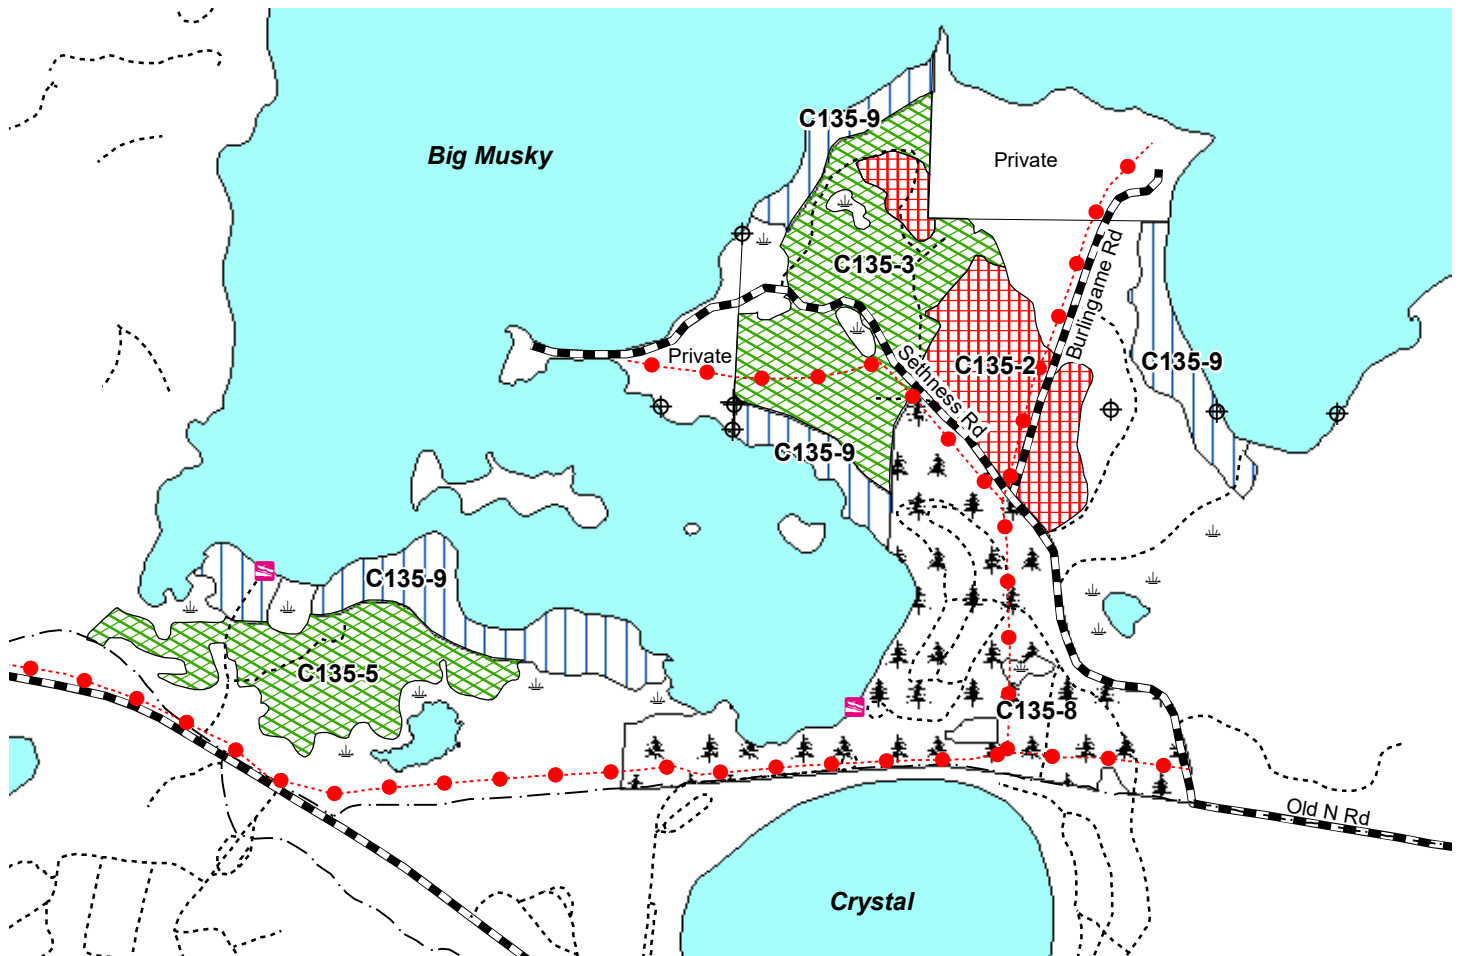 C135-9
Big Musky
Private
C135-3
Burlingame Rd
Private
Sethness Rd
C135-2
C135-9
C135-9
C135-9
C135-5
C135-8
Old N Rd
Crystal